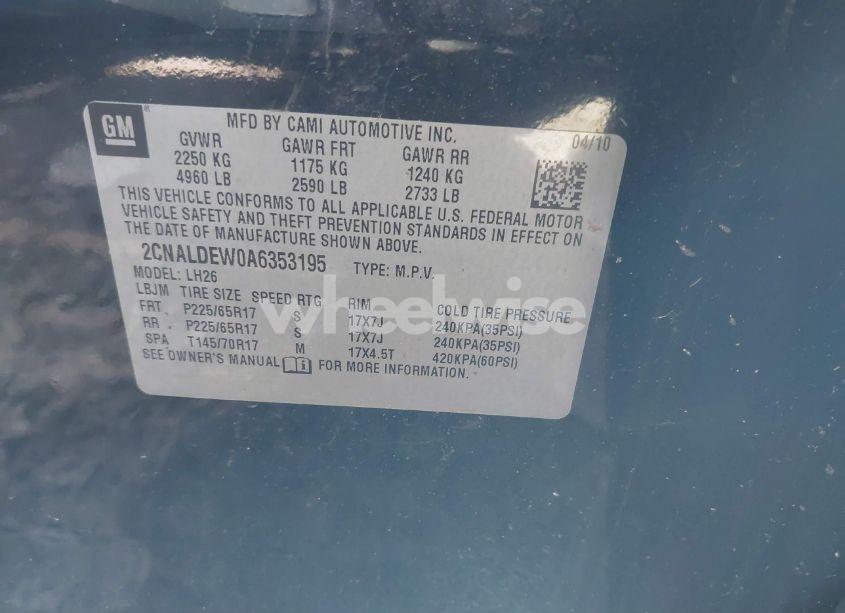 GM
MFD BY CAMI AUTOMOTIVE INC.
04/10
GVWR GAWR FRT GAWR RR
2250 KG 1175 KG 1240 KG
4960 LB 2590 LB 2733 LB
THIS VEHICLE CONFORMS TO ALL APPLICABLE U.S. FEDERAL MOTOR
VEHICLE SAFETY AND THEFT PREVENTION STANDARDS IN EFFECT ON
THE DATE OF MANUFACTURE SHOWN ABOVE.
2CNALDEW0A6353195 TYPE: M.P.V.
MODEL: LH26
LBJM TIRE SIZE SPEED RTG RIM COLD TIRE PRESSURE
FRT P225/65R17 S 17X7J 240KPA(35PSI)
RR P225/65R17 S 17X7J 240KPA(35PSI)
SPA T145/70R17 M 17X4.5T 420KPA(60PSI)
SEE OWNER'S MANUAL FOR MORE INFORMATION.
wheelwise